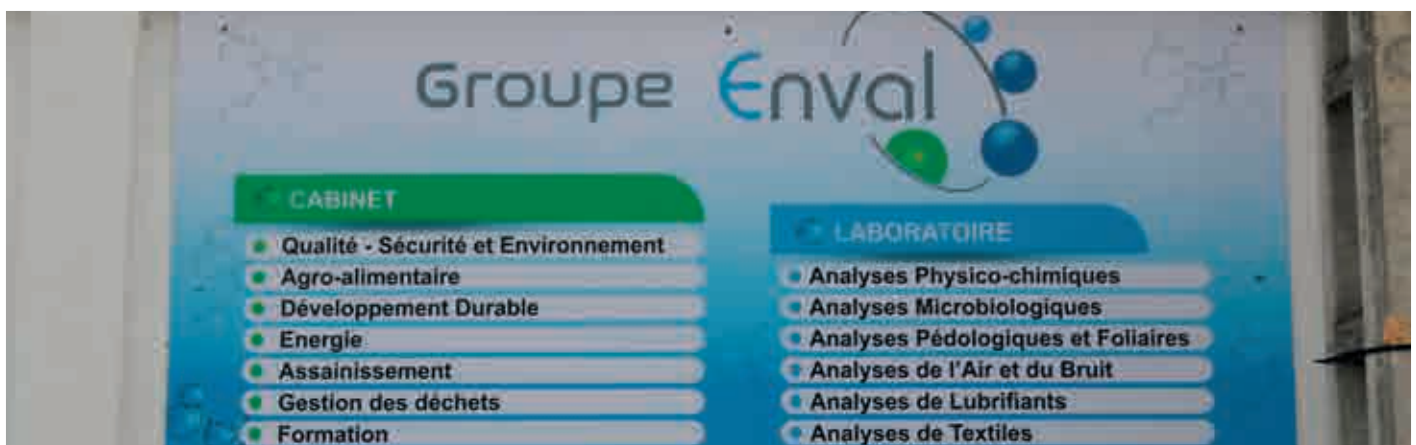 Groupe Enval
CABINET
Qualité - Sécurité et Environnement
Agro-alimentaire
Développement Durable
Energie
Assainissement
Gestion des déchets
Formation
LABORATOIRE
Analyses Physico-chimiques
Analyses Microbiologiques
Analyses Pédologiques et Foliaires
Analyses de l'Air et du Bruit
Analyses de Lubrifiants
Analyses de Textiles